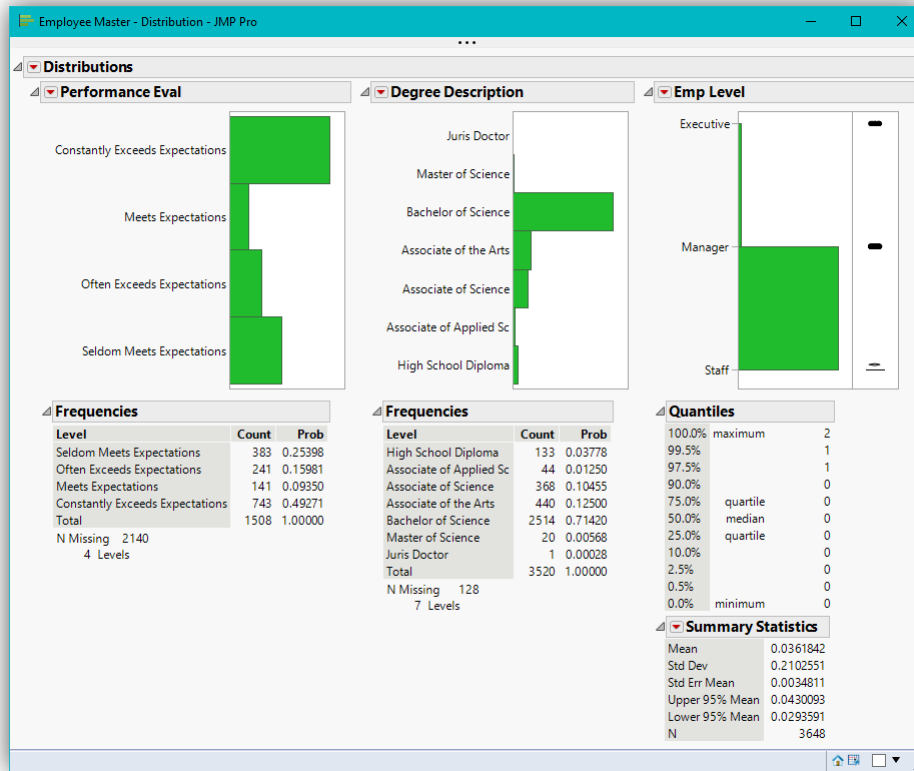 Employee Master - Distribution - JMP Pro
Distributions
Performance Eval
Constantly Exceeds Expectations
Meets Expectations
Often Exceeds Expectations
Seldom Meets Expectations
Frequencies
Level Count Prob
Seldom Meets Expectations 383 0.25398
Often Exceeds Expectations 241 0.15981
Meets Expectations 141 0.09350
Constantly Exceeds Expectations 743 0.49271
Total 1508 1.00000
N Missing 2140
4 Levels
Degree Description
Juris Doctor
Master of Science
Bachelor of Science
Associate of the Arts
Associate of Science
Associate of Applied Sc
High School Diploma
Frequencies
Level Count Prob
High School Diploma 133 0.03778
Associate of Applied Sc 44 0.01250
Associate of Science 368 0.10455
Associate of the Arts 440 0.12500
Bachelor of Science 2514 0.71420
Master of Science 20 0.00568
Juris Doctor 1 0.00028
Total 3520 1.00000
N Missing 128
7 Levels
Emp Level
Executive
Manager
Staff
Quantiles
100.0% maximum 2
99.5% 1
97.5% 1
90.0% 0
75.0% quartile 0
50.0% median 0
25.0% quartile 0
10.0% 0
2.5% 0
0.5% 0
0.0% minimum 0
Summary Statistics
Mean 0.0361842
Std Dev 0.2102551
Std Err Mean 0.0034811
Upper 95% Mean 0.0430093
Lower 95% Mean 0.0293591
N 3648